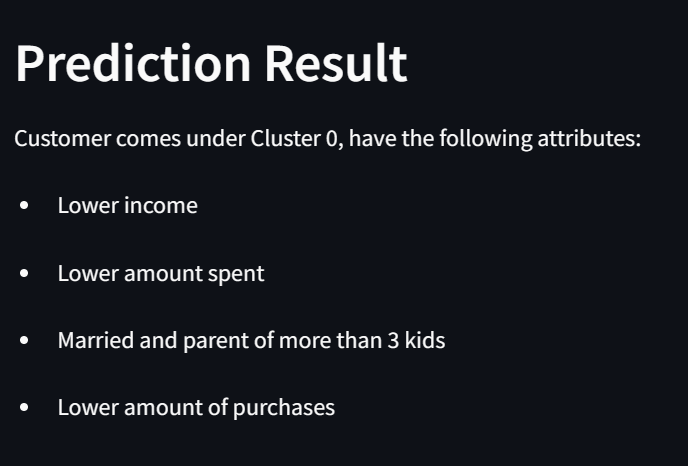 Prediction Result
Customer comes under Cluster 0, have the following attributes:
• Lower income
• Lower amount spent
• Married and parent of more than 3 kids
• Lower amount of purchases